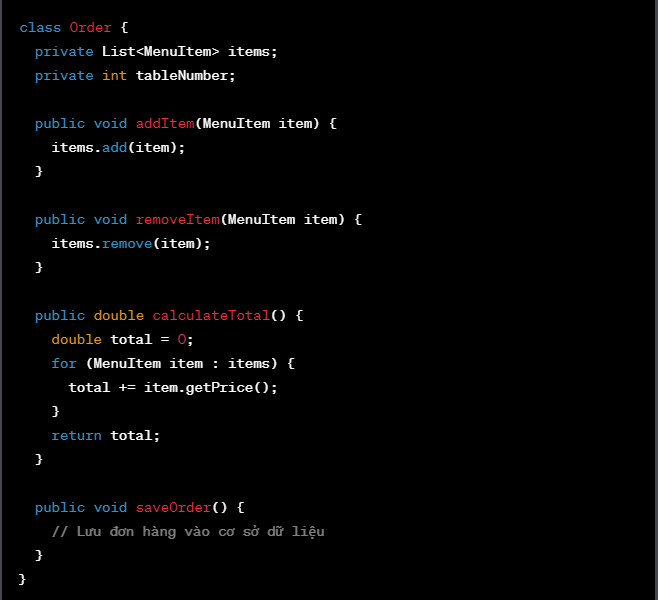 class Order {
private List<MenuItem> items;
private int tableNumber;
public void addItem(MenuItem item) {
items.add(item);
}
public void removeItem(MenuItem item) {
items.remove(item);
}
public double calculateTotal() {
double total = 0;
for (MenuItem item : items) {
total += item.getPrice();
}
return total;
}
public void saveOrder() {
// Lưu đơn hàng vào cơ sở dữ liệu
}
}